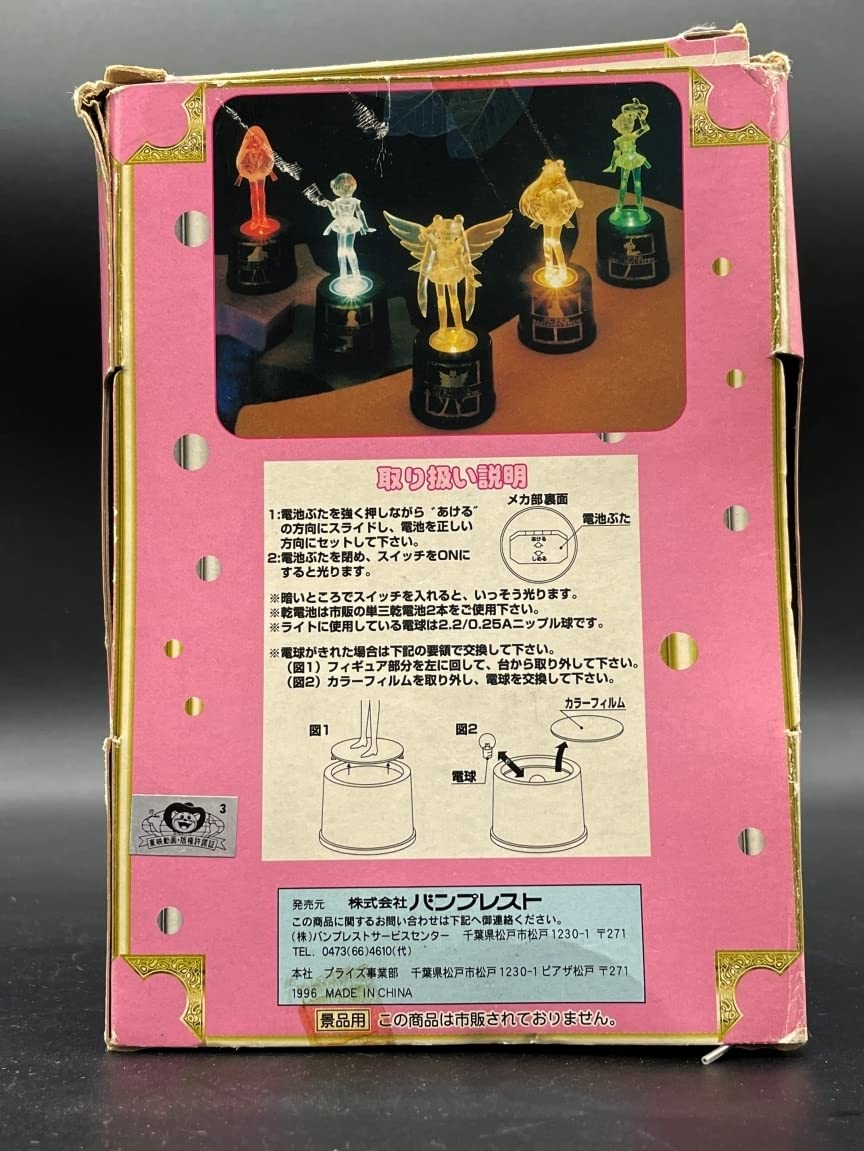 取り扱い説明
1:電池ぶたを強く押しながら“あける”
の方向にスライドし、電池を正しい
方向にセットして下さい。
2:電池ぶたを閉め、スイッチをONに
すると光ります。
メカ部裏面
電池ぶた
あける
しめる
※暗いところでスイッチを入れると、いっそう光ります。
※乾電池は市販の単三乾電池2本をご使用下さい。
※ライトに使用している電球は2.2/0.25Aニップル球です。
※電球がきれた場合は下記の要領で交換して下さい。
(図1)フィギュア部分を左に回して、台から取り外して下さい。
(図2)カラーフィルムを取り外し、電球を交換して下さい。
図1
図2
カラーフィルム
電球
3
東映動画・版権許諾証
発売元 株式会社バンプレスト
この商品に関するお問い合わせは下記へ御連絡ください。
(株)バンプレストサービスセンター 千葉県松戸市松戸1230-1 〒271
TEL. 0473(66)4610(代)
本社 プライズ事業部 千葉県松戸市松戸1230-1 ピアザ松戸 〒271
1996 MADE IN CHINA
景品用 この商品は市販されておりません。